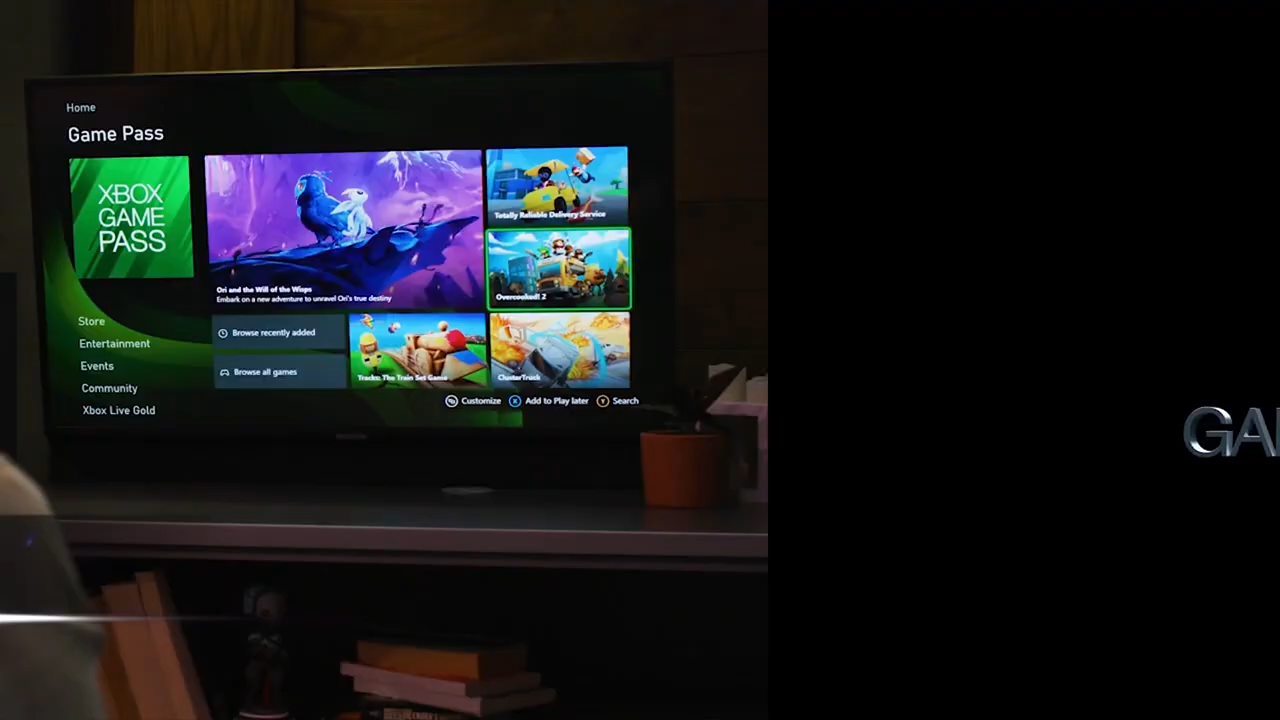 Home
Game Pass
XBOX
GAME
PASS
Totally Reliable Delivery Service
Ori and the Will of the Wisps
Embark on a new adventure to unravel Ori's true destiny
Overcooked! 2
Store
Entertainment
Events
Community
Xbox Live Gold
Browse recently added
Browse all games
Tracks: The Train Set Game
ClusterTruck
Customize
Add to Play later
Search
GA